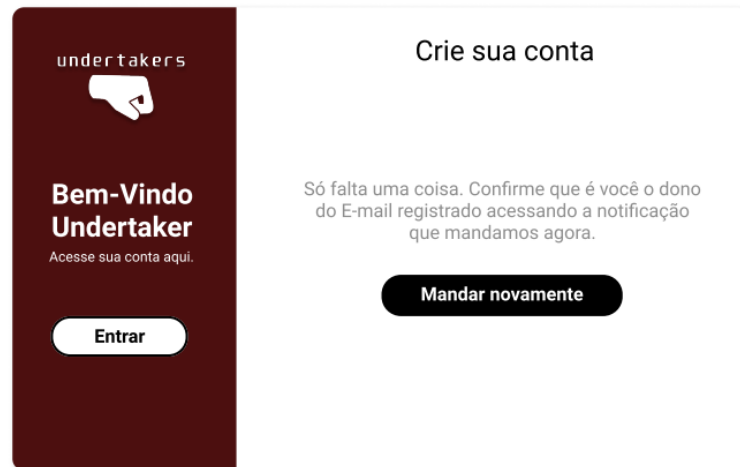 undertakers
Bem-Vindo
Undertaker
Acesse sua conta aqui.
Entrar
Crie sua conta
Só falta uma coisa. Confirme que é você o dono
do E-mail registrado acessando a notificação
que mandamos agora.
Mandar novamente